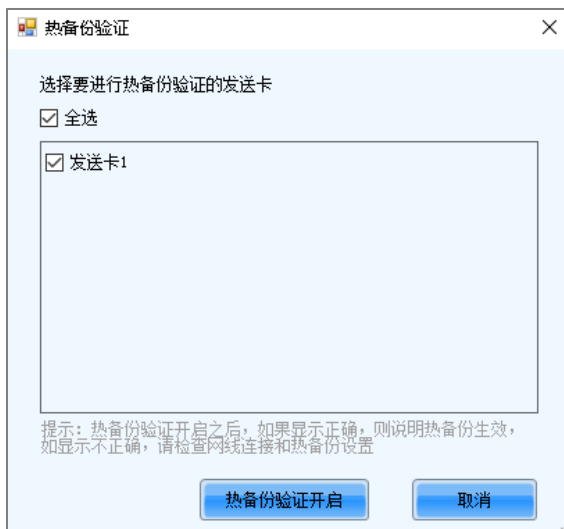 热备份验证
选择要进行热备份验证的发送卡
全选
发送卡1
提示：热备份验证开启之后，如果显示正确，则说明热备份生效，
如显示不正确，请检查网线连接和热备份设置
热备份验证开启
取消